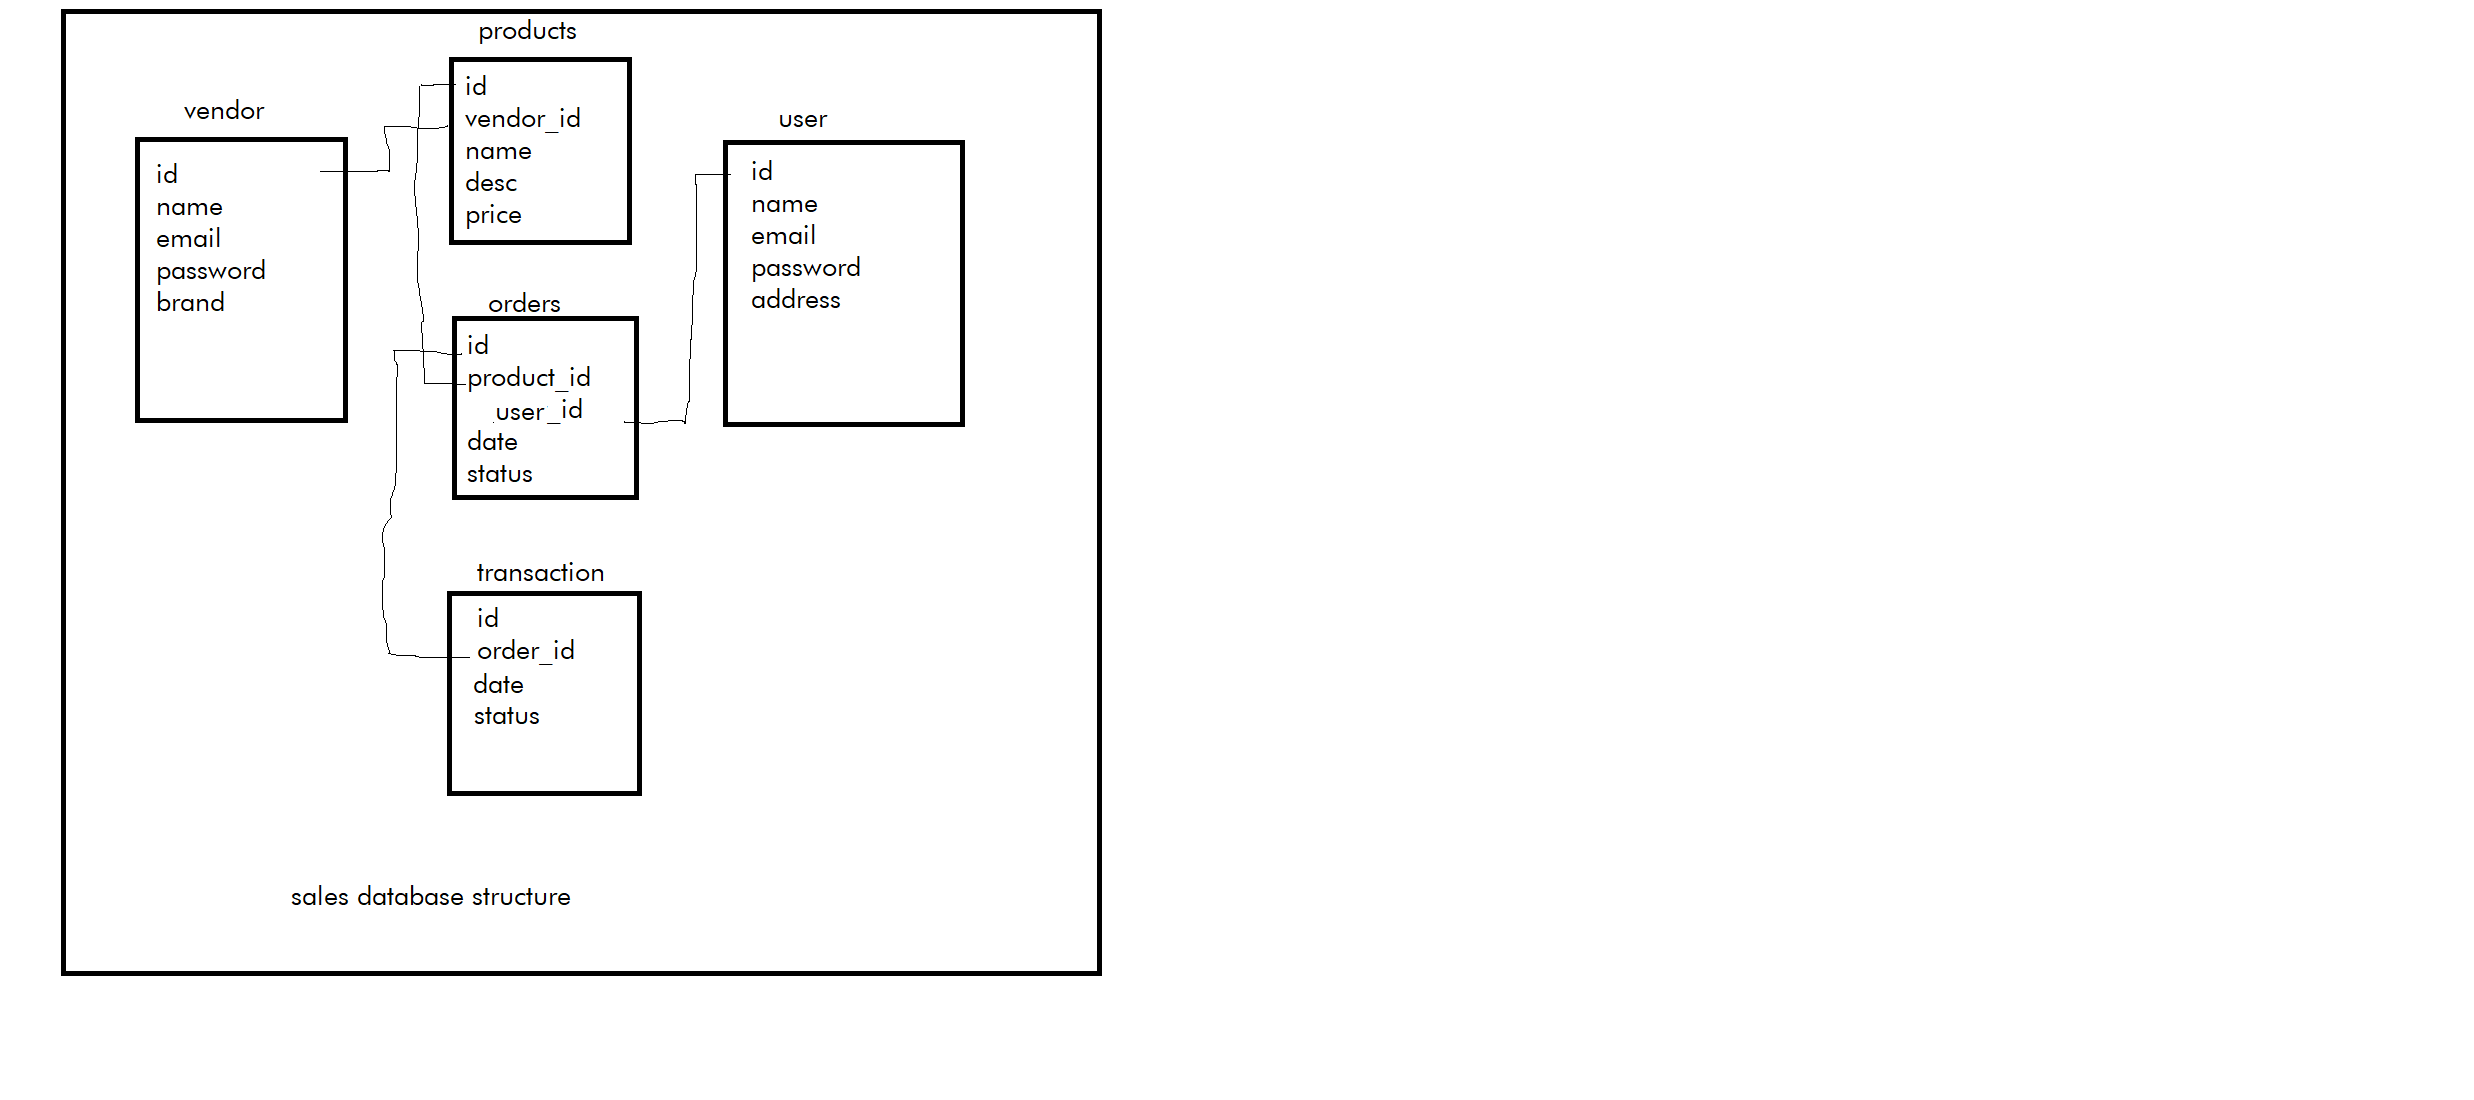 products
id
vendor_id
name
desc
price
vendor
id
name
email
password
brand
user
id
name
email
password
address
orders
id
product_id
user_id
date
status
transaction
id
order_id
date
status
sales database structure